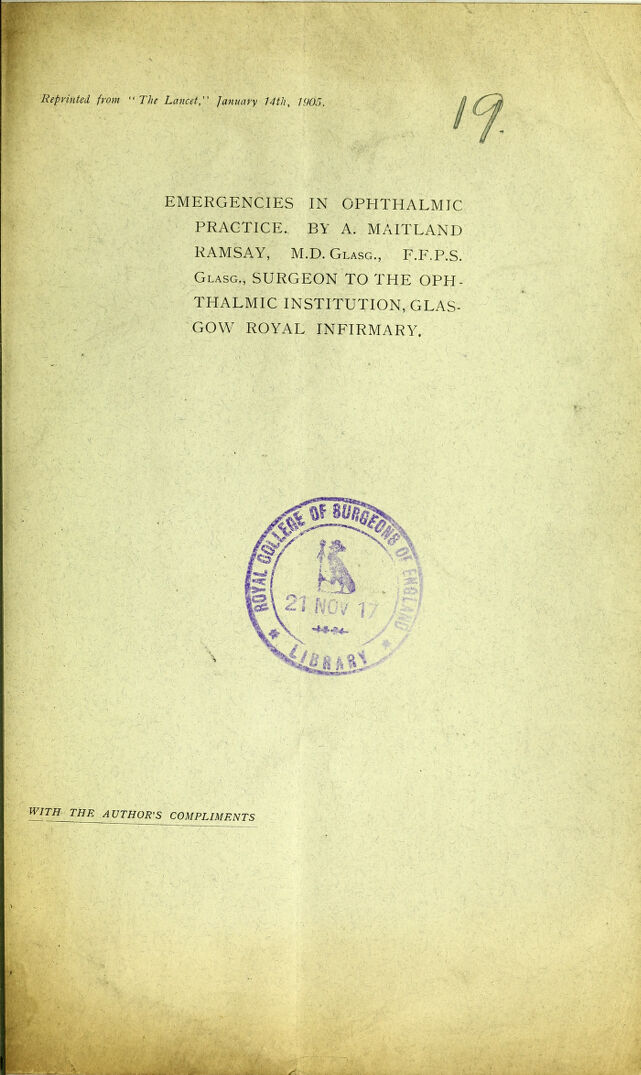 Reprinted from "The Lancet," January 14th, 1905.
19.
EMERGENCIES IN OPHTHALMIC
PRACTICE. BY A. MAITLAND
RAMSAY, M.D. GLASG., F.F.P.S.
GLASG., SURGEON TO THE OPH-
THALMIC INSTITUTION, GLAS-
GOW ROYAL INFIRMARY.
ROYAL COLLEGE OF SURGEONS OF ENGLAND
21 NOV 17
* LIBRARY *
WITH THE AUTHOR'S COMPLIMENTS